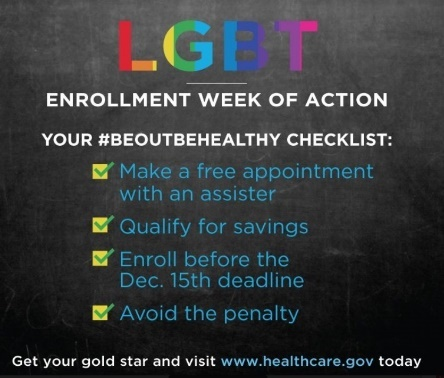 LGBT
ENROLLMENT WEEK OF ACTION
YOUR #BEOUTBEHEALTHY CHECKLIST:
Make a free appointment
with an assister
Qualify for savings
Enroll before the
Dec. 15th deadline
Avoid the penalty
Get your gold star and visit www.healthcare.gov today